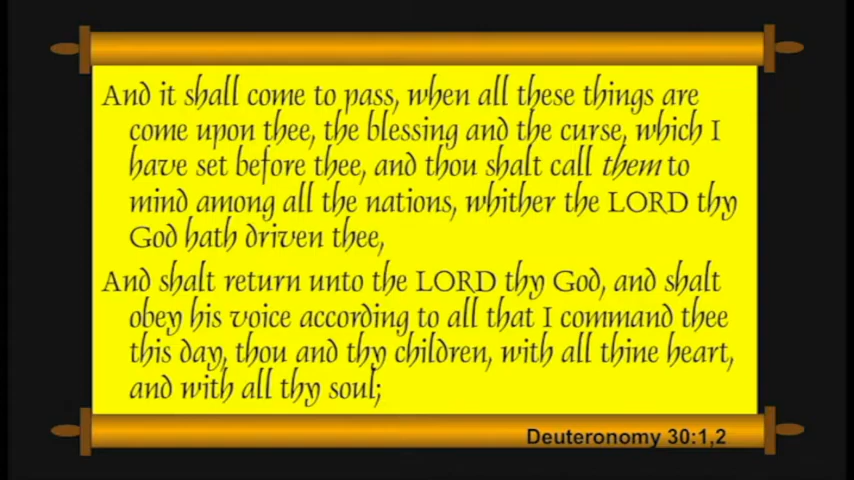 And it shall come to pass, when all these things are
come upon thee, the blessing and the curse, which I
have set before thee, and thou shalt call them to
mind among all the nations, whither the LORD thy
God hath driven thee,
And shalt return unto the LORD thy God, and shalt
obey his voice according to all that I command thee
this day, thou and thy children, with all thine heart,
and with all thy soul;
Deuteronomy 30:1,2